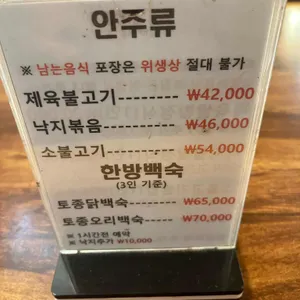 안주류
※ 남는음식 포장은 위생상 절대 불가
제육불고기--------- ₩42,000
낙지볶음--------- ₩46,000
소불고기--------- ₩54,000
한방백숙
(3인 기준)
토종닭백숙------- ₩65,000
토종오리백숙----- ₩70,000
※ 1시간전 예약
※ 낙지추가 ₩10,000